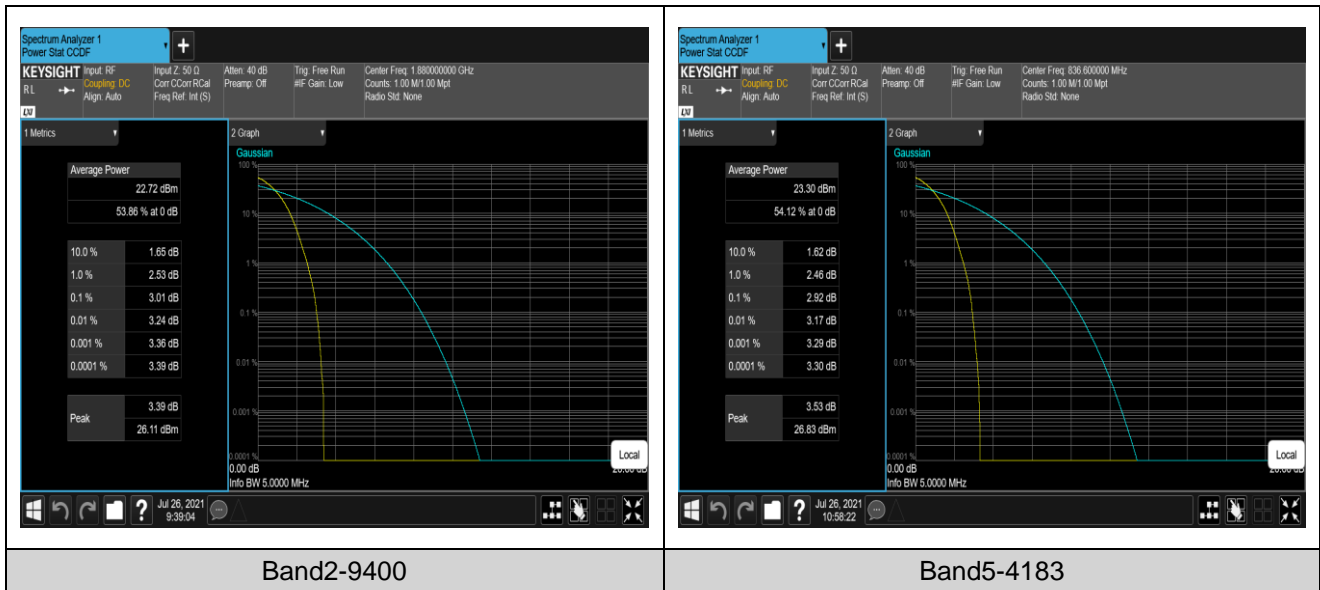 Spectrum Analyzer 1
Power Stat CCDF
KEYSIGHT
Input: RF
Coupling: DC
Align: Auto
Input Z: 50 Ω
Corr CCorr RCal
Freq Ref: Int (S)
Atten: 40 dB
Preamp: Off
Trig: Free Run
#IF Gain: Low
Center Freq: 1.880000000 GHz
Counts: 1.00 M/1.00 Mpt
Radio Std: None
R L
LXI
1 Metrics
Average Power
22.72 dBm
53.86 % at 0 dB
10.0 % 1.65 dB
1.0 % 2.53 dB
0.1 % 3.01 dB
0.01 % 3.24 dB
0.001 % 3.36 dB
0.0001 % 3.39 dB
Peak
3.39 dB
26.11 dBm
2 Graph
Gaussian
100 %
10 %
1 %
0.1 %
0.01 %
0.001 %
0.0001 %
0.00 dB
Info BW 5.0000 MHz
Local
?
Jul 26, 2021
9:39:04
Band2-9400
Spectrum Analyzer 1
Power Stat CCDF
KEYSIGHT
Input: RF
Coupling: DC
Align: Auto
Input Z: 50 Ω
Corr CCorr RCal
Freq Ref: Int (S)
Atten: 40 dB
Preamp: Off
Trig: Free Run
#IF Gain: Low
Center Freq: 836.600000 MHz
Counts: 1.00 M/1.00 Mpt
Radio Std: None
R L
LXI
1 Metrics
Average Power
23.30 dBm
54.12 % at 0 dB
10.0 % 1.62 dB
1.0 % 2.46 dB
0.1 % 2.92 dB
0.01 % 3.17 dB
0.001 % 3.29 dB
0.0001 % 3.30 dB
Peak
3.53 dB
26.83 dBm
2 Graph
Gaussian
100 %
10 %
1 %
0.1 %
0.01 %
0.001 %
0.0001 %
0.00 dB
Info BW 5.0000 MHz
Local
?
Jul 26, 2021
10:58:22
Band5-4183